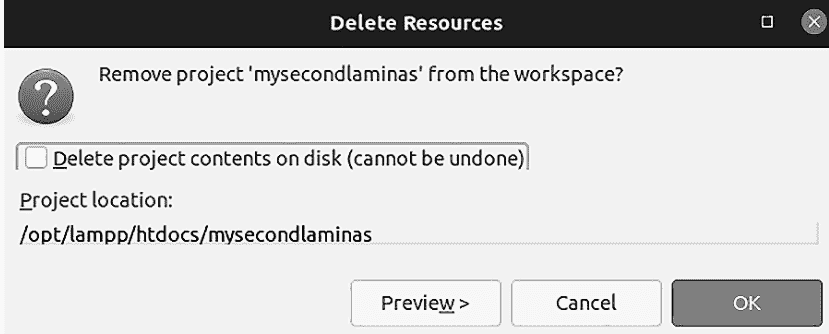 Delete Resources
Remove project 'mysecondlaminas' from the workspace?
Delete project contents on disk (cannot be undone)
Project location:
/opt/lampp/htdocs/mysecondlaminas
Preview > Cancel OK